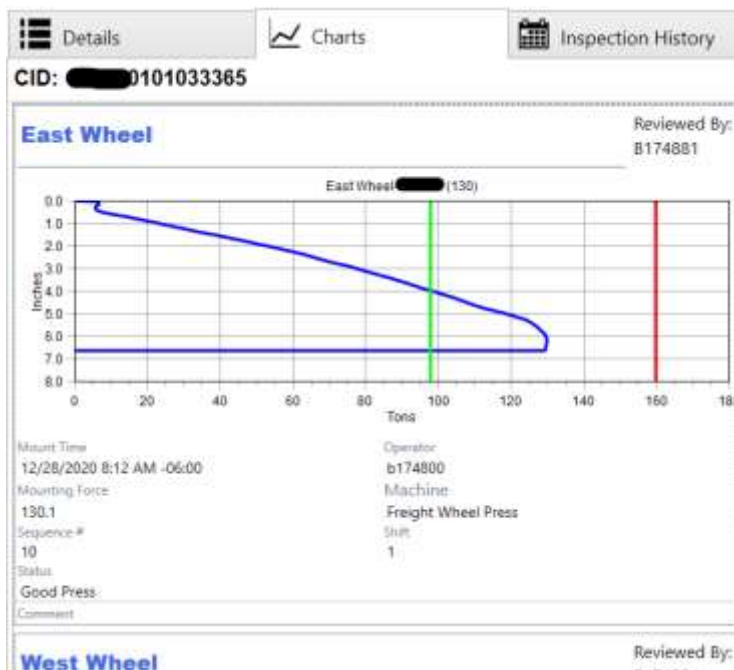 Details Charts Inspection History
CID: 0101033365
East Wheel Reviewed By:
B174881
East Wheel (130)
0.0
1.0
2.0
3.0
4.0
5.0
6.0
7.0
8.0
Inches
0 20 40 60 80 100 120 140 160 18
Tons
Mount Time Operator
12/28/2020 8:12 AM -06:00 b174800
Mounting Force Machine
130.1 Freight Wheel Press
Sequence # Shift
10 1
Status
Good Press
Comment
West Wheel Reviewed By: